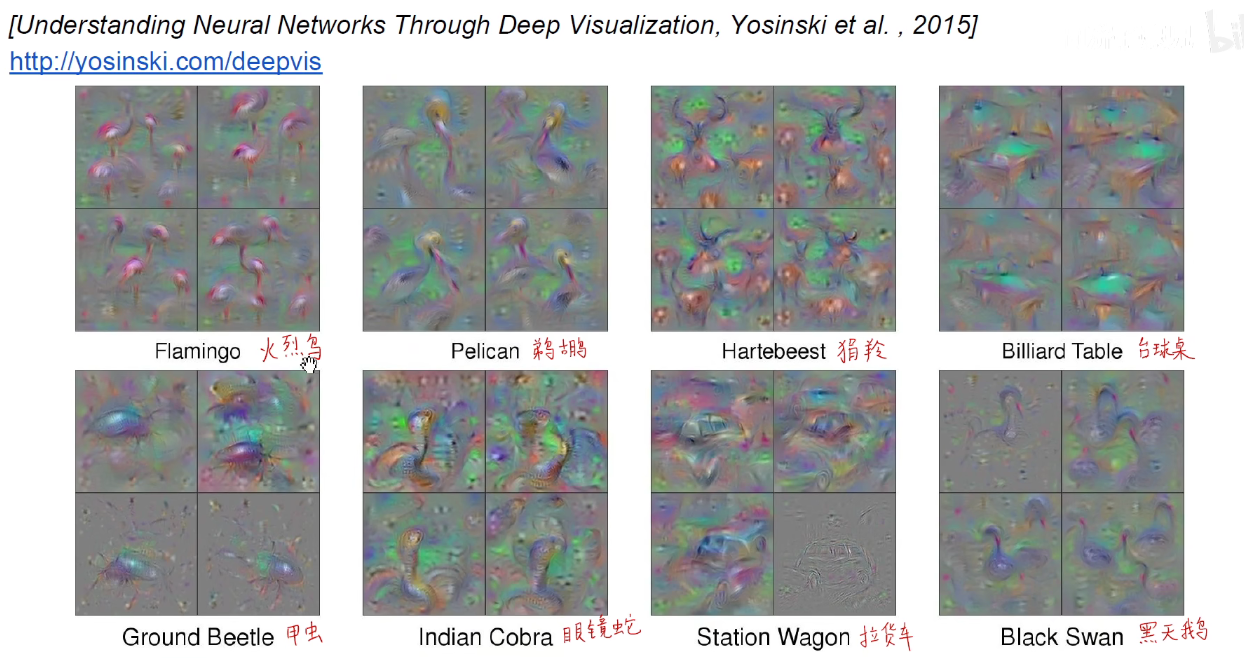 [Understanding Neural Networks Through Deep Visualization, Yosinski et al. , 2015]
http://yosinski.com/deepvis
Flamingo 火烈鸟
Pelican 鹈鹕
Hartebeest 狷羚
Billiard Table 台球桌
Ground Beetle 甲虫
Indian Cobra 眼镜蛇
Station Wagon 拉货车
Black Swan 黑天鹅